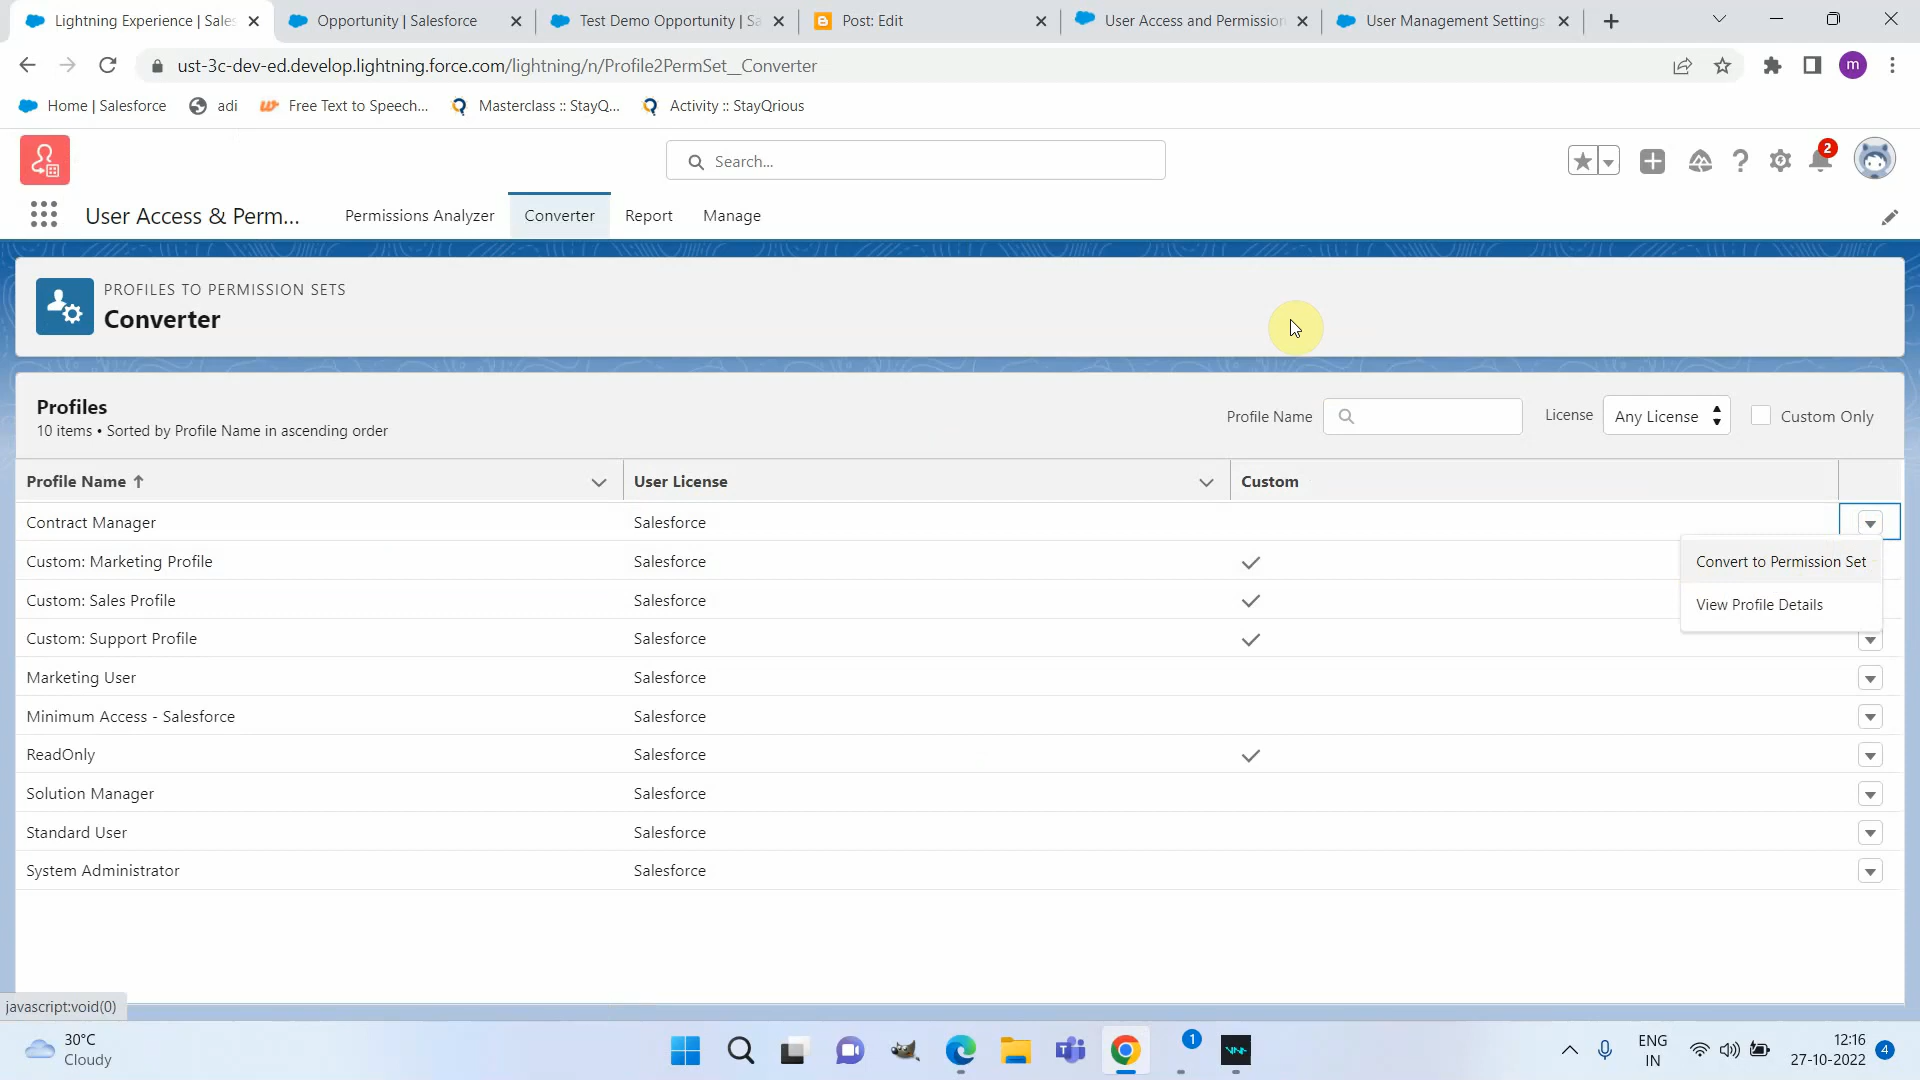 Lightning Experience | Sales
Opportunity | Salesforce
Test Demo Opportunity | Sa
Post: Edit
User Access and Permission
User Management Settings
ust-3c-dev-ed.develop.lightning.force.com/lightning/n/Profile2PermSet__Converter
m
Home | Salesforce
adi
Free Text to Speech...
Masterclass :: StayQ...
Activity :: StayQrious
Search...
2
User Access & Perm...
Permissions Analyzer
Converter
Report
Manage
PROFILES TO PERMISSION SETS
Converter
Profiles
10 items • Sorted by Profile Name in ascending order
Profile Name
License
Any License
Custom Only
Profile Name
User License
Custom
Contract Manager Salesforce
Custom: Marketing Profile Salesforce
Convert to Permission Set
Custom: Sales Profile Salesforce
View Profile Details
Custom: Support Profile Salesforce
Marketing User Salesforce
Minimum Access - Salesforce Salesforce
ReadOnly Salesforce
Solution Manager Salesforce
Standard User Salesforce
System Administrator Salesforce
javascript:void(0)
30°C
Cloudy
1
ENG
IN
12:16
27-10-2022
4